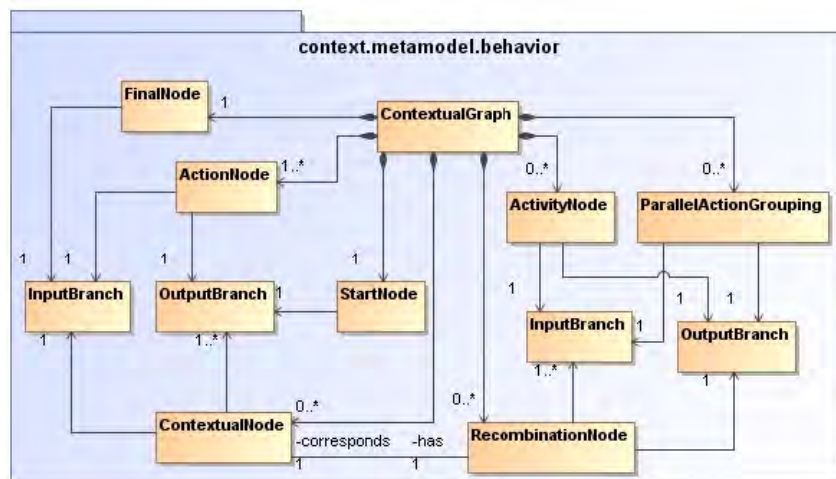 context.metamodel.behavior
FinalNode
1
ContextualGraph
1..*
0..*
0..*
ActionNode
ActivityNode
ParallelActionGrouping
1
1
1
1
InputBranch
OutputBranch
1
StartNode
1
1
1
1
InputBranch
OutputBranch
1
1..*
1..*
1
0..*
0..*
ContextualNode
-corresponds
-has
RecombinationNode
1
1